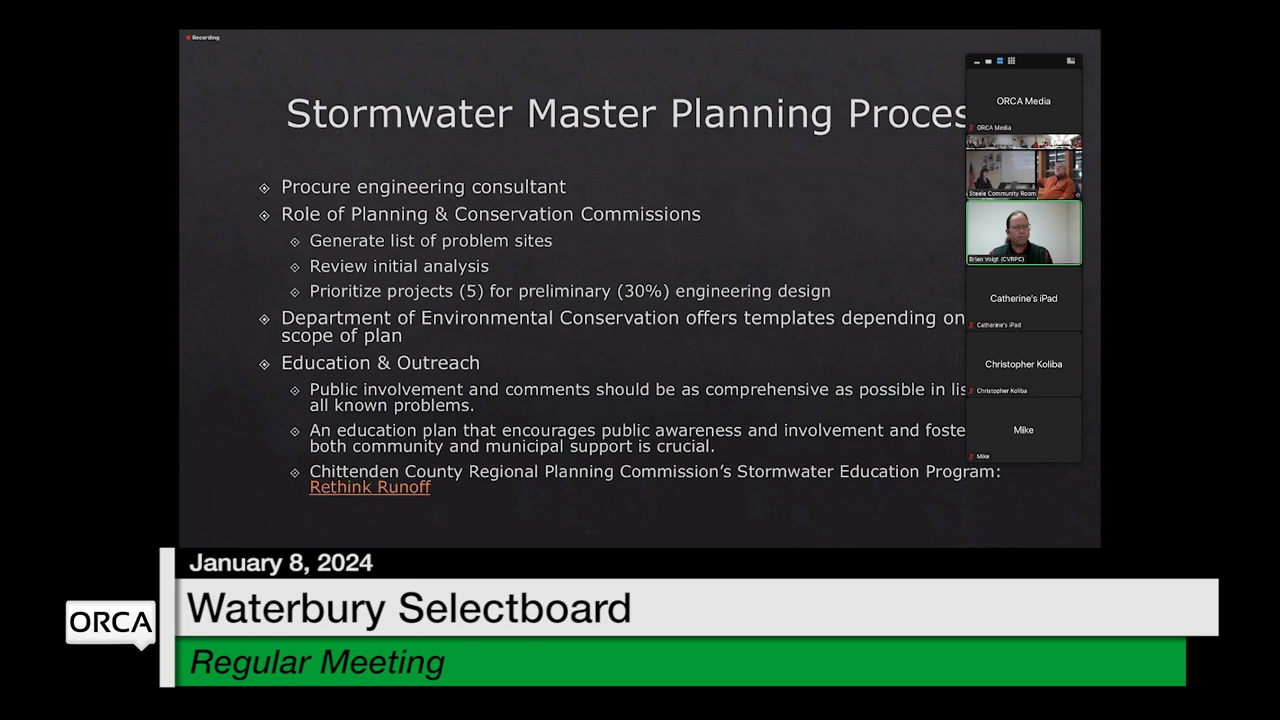 Recording
Stormwater Master Planning Proces
Procure engineering consultant
Role of Planning & Conservation Commissions
Generate list of problem sites
Review initial analysis
Prioritize projects (5) for preliminary (30%) engineering design
Department of Environmental Conservation offers templates depending on
scope of plan
Education & Outreach
Public involvement and comments should be as comprehensive as possible in lis
all known problems.
An education plan that encourages public awareness and involvement and foste
both community and municipal support is crucial.
Chittenden County Regional Planning Commission's Stormwater Education Program:
Rethink Runoff
ORCA Media
ORCA Media
Steele Community Room
Brian Voigt (CVRPC)
Catherine's iPad
Catherine's iPad
Christopher Koliba
Christopher Koliba
Mike
Mike
January 8, 2024
Waterbury Selectboard
ORCA
Regular Meeting